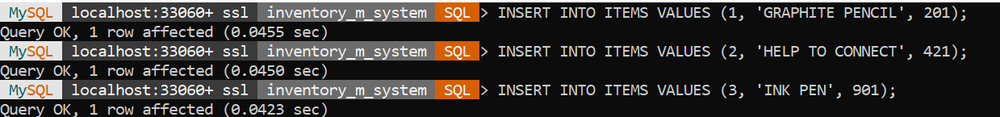 MySQL localhost:33060+ ssl inventory_m_system SQL > INSERT INTO ITEMS VALUES (1, 'GRAPHITE PENCIL', 201);
Query OK, 1 row affected (0.0455 sec)
MySQL localhost:33060+ ssl inventory_m_system SQL > INSERT INTO ITEMS VALUES (2, 'HELP TO CONNECT', 421);
Query OK, 1 row affected (0.0450 sec)
MySQL localhost:33060+ ssl inventory_m_system SQL > INSERT INTO ITEMS VALUES (3, 'INK PEN', 901);
Query OK, 1 row affected (0.0423 sec)